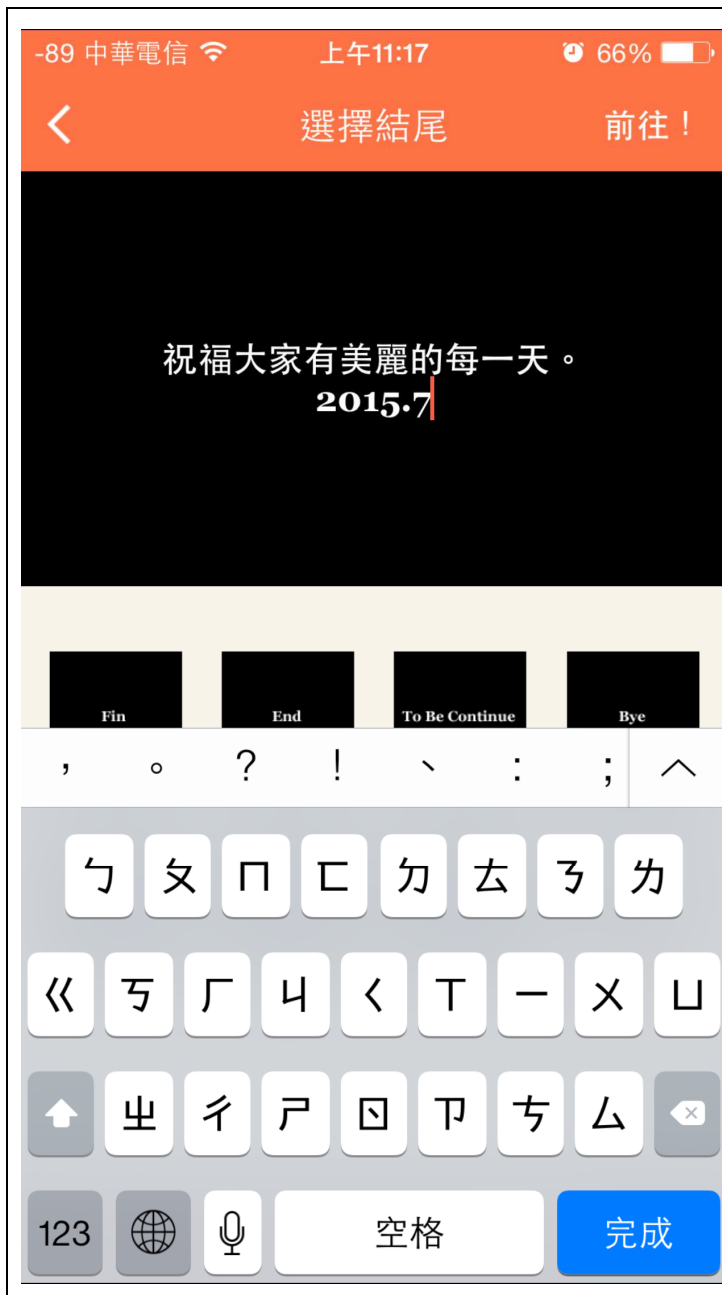 -89 中華電信 上午11:17 66%
選擇結尾 前往！
祝福大家有美麗的每一天。
2015.7
Fin End To Be Continue Bye
， 。 ？ ！ 、 ： ；
ㄅ ㄆ ㄇ ㄈ ㄉ ㄊ ㄋ ㄌ
ㄍ ㄎ ㄏ ㄐ ㄑ ㄒ ㄧ ㄨ ㄩ
ㄓ ㄔ ㄕ ㄖ ㄗ ㄘ ㄙ
123 空格 完成